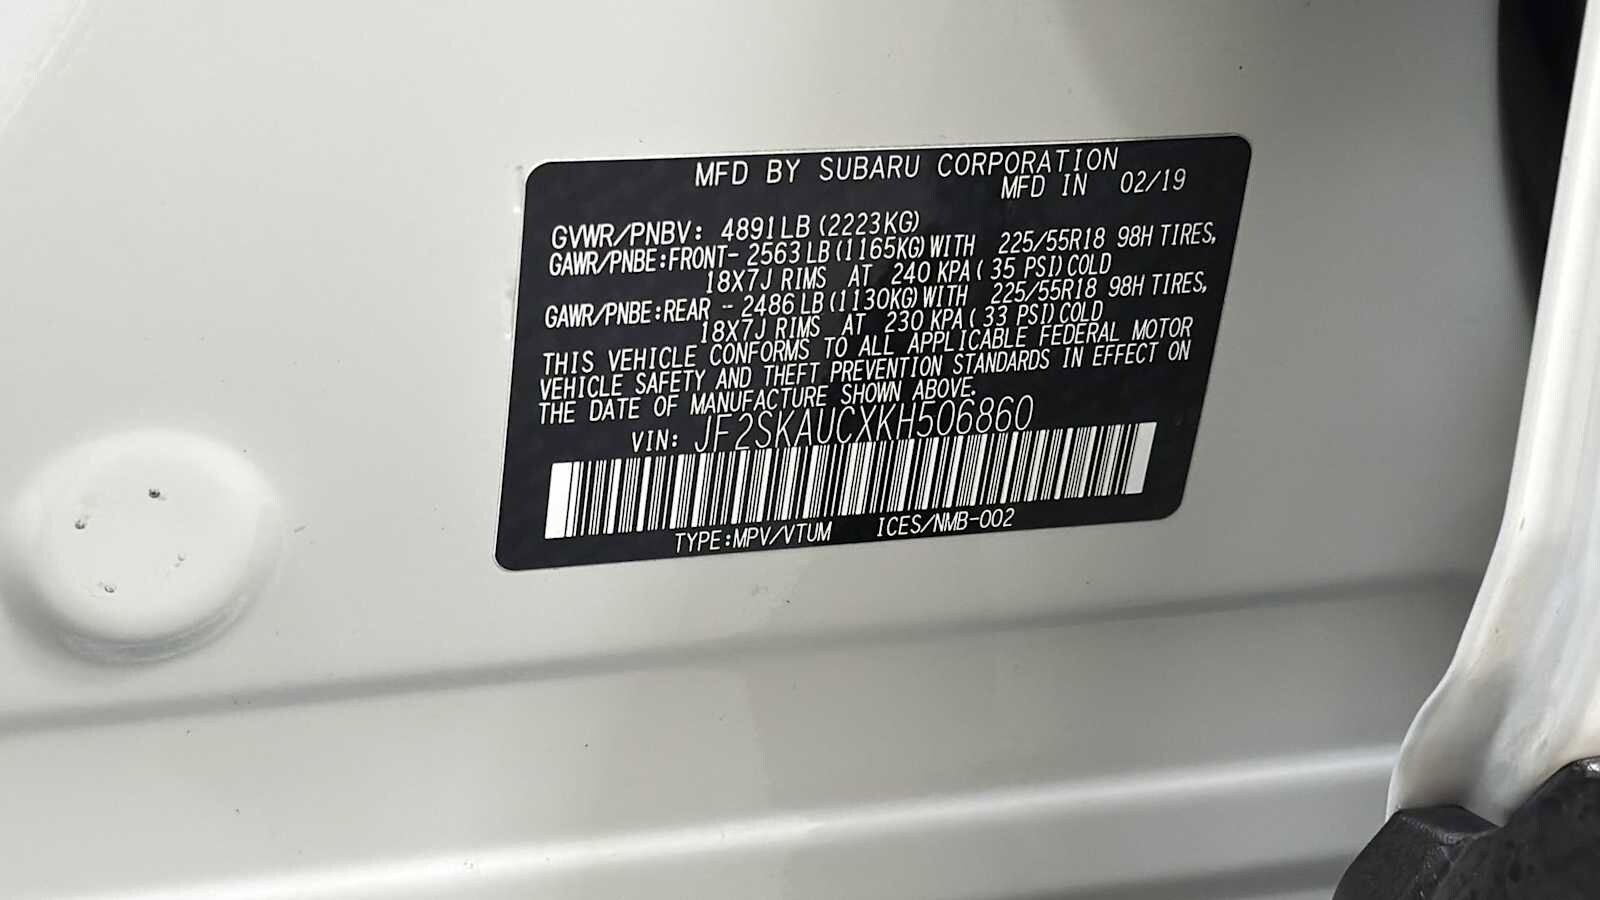 MFD BY SUBARU CORPORATION
MFD IN 02/19
GVWR/PNBV: 4891LB (2223KG)
GAWR/PNBE:FRONT- 2563 LB (1165KG) WITH 225/55R18 98H TIRES,
18X7J RIMS AT 240 KPA ( 35 PSI) COLD
GAWR/PNBE:REAR -- 2486 LB (1130KG) WITH 225/55R18 98H TIRES,
18X7J RIMS AT 230 KPA ( 33 PSI) COLD
THIS VEHICLE CONFORMS TO ALL APPLICABLE FEDERAL MOTOR
VEHICLE SAFETY AND THEFT PREVENTION STANDARDS IN EFFECT ON
THE DATE OF MANUFACTURE SHOWN ABOVE.
VIN: JF2SKAUCXKH506860
TYPE:MPV/VTUM ICES/NMB-002